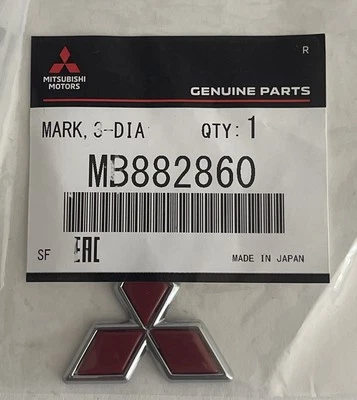 R
MITSUBISHI
MOTORS
GENUINE PARTS
MARK, 3-DIA QTY: 1
MB882860
SF EAC MADE IN JAPAN